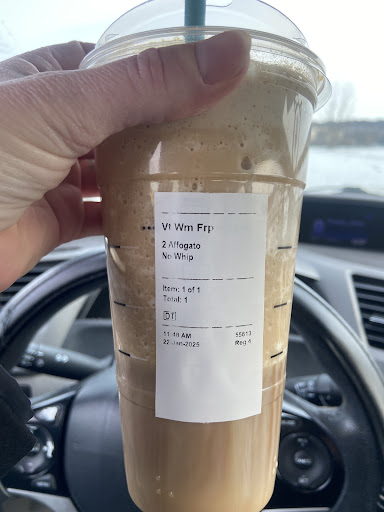 Vt Wm Frp
2 Affogato
No Whip
Item: 1 of 1
Total: 1
11:48 AM 55613
22-Jan-2025 Reg 4